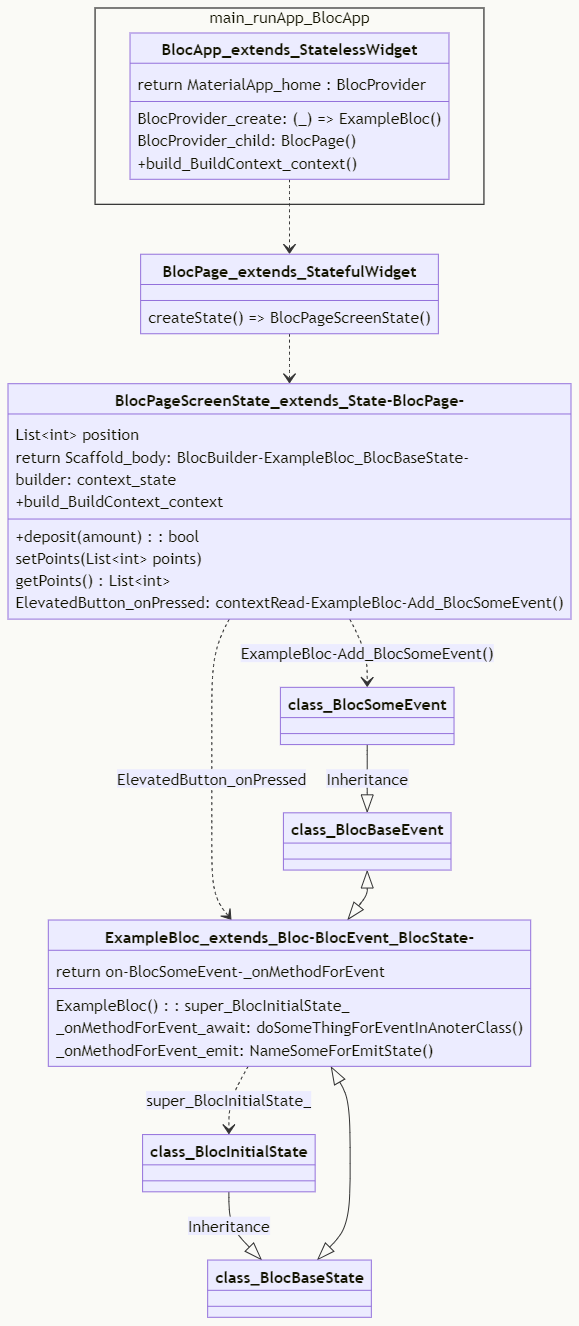 main_runApp_BlocApp
BlocApp_extends_StatelessWidget
return MaterialApp_home : BlocProvider
BlocProvider_create: (_) => ExampleBloc()
BlocProvider_child: BlocPage()
+build_BuildContext_context()
BlocPage_extends_StatefulWidget
createState() => BlocPageScreenState()
BlocPageScreenState_extends_State-BlocPage-
List<int> position
return Scaffold_body: BlocBuilder-ExampleBloc_BlocBaseState-
builder: context_state
+build_BuildContext_context
+deposit(amount) : : bool
setPoints(List<int> points)
getPoints() : List<int>
ElevatedButton_onPressed: contextRead-ExampleBloc-Add_BlocSomeEvent()
ExampleBloc-Add_BlocSomeEvent()
class_BlocSomeEvent
ElevatedButton_onPressed
Inheritance
class_BlocBaseEvent
ExampleBloc_extends_Bloc-BlocEvent_BlocState-
return on-BlocSomeEvent-_onMethodForEvent
ExampleBloc() : : super_BlocInitialState_
_onMethodForEvent_await: doSomeThingForEventInAnoterClass()
_onMethodForEvent_emit: NameSomeForEmitState()
super_BlocInitialState_
class_BlocInitialState
Inheritance
class_BlocBaseState